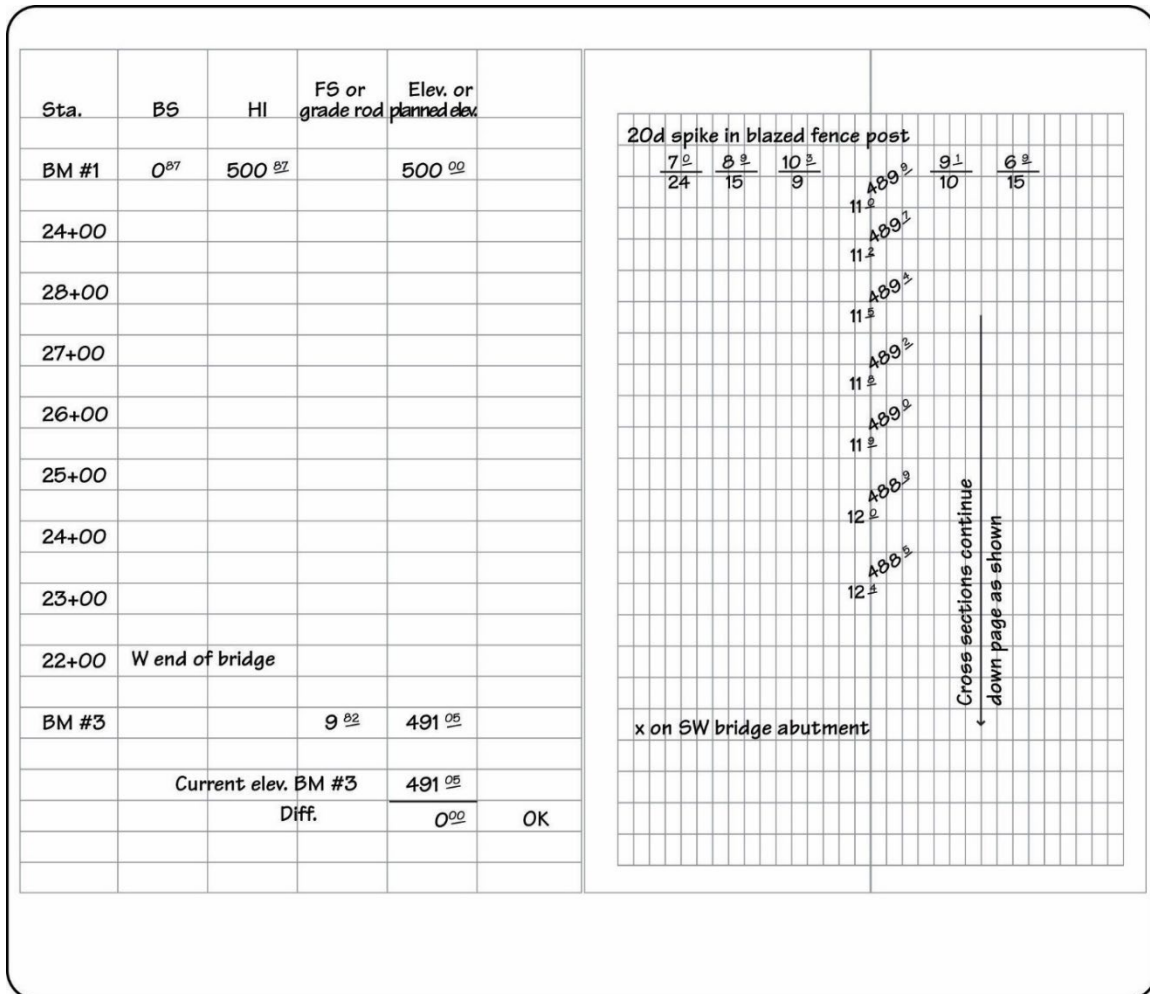 Sta. BS HI FS or grade rod Elev. or planned elev.
BM #1 0 87 500 87 500 00
24+00
28+00
27+00
26+00
25+00
24+00
23+00
22+00 W end of bridge
BM #3 9 82 491 05
Current elev. BM #3 491 05
Diff. 0 00 OK
20d spike in blazed fence post
7 0 8 9 10 3 489 9 9 1 6 9
24 15 9 11 0 10 15
489 7
11 2
489 4
11 5
489 2
11 8
489 0
11 9
488 9
12 0
488 5
12 4
Cross sections continue
down page as shown
x on SW bridge abutment